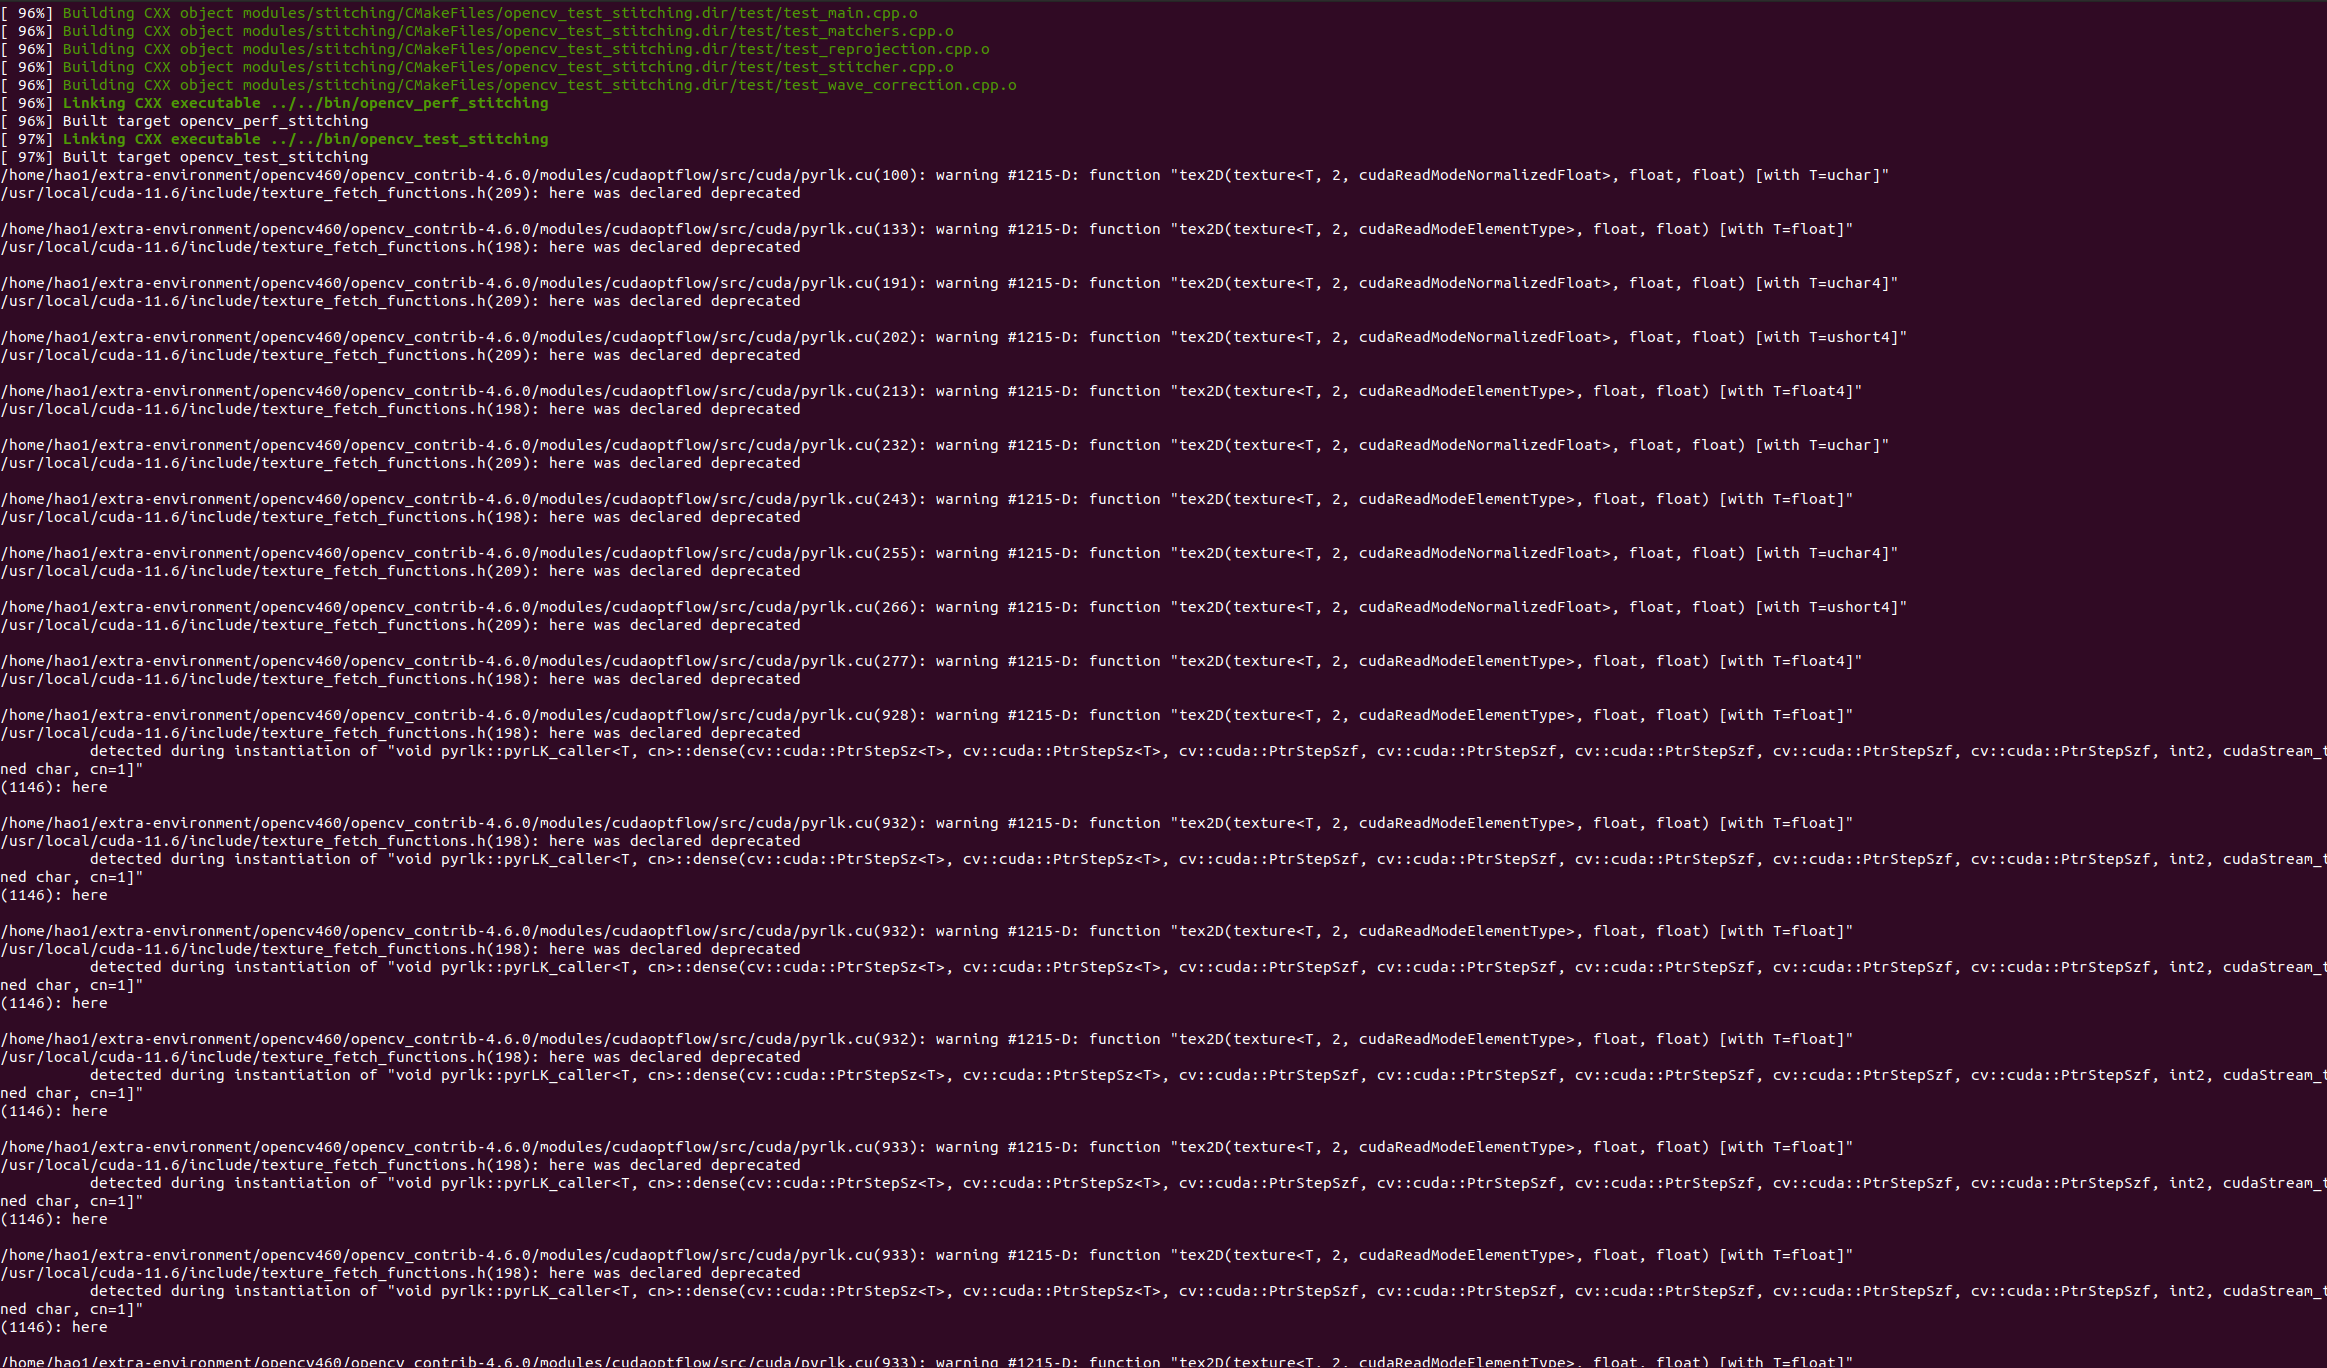 [ 96%] Building CXX object modules/stitching/CMakeFiles/opencv_test_stitching.dir/test/test_main.cpp.o
[ 96%] Building CXX object modules/stitching/CMakeFiles/opencv_test_stitching.dir/test/test_matchers.cpp.o
[ 96%] Building CXX object modules/stitching/CMakeFiles/opencv_test_stitching.dir/test/test_reprojection.cpp.o
[ 96%] Building CXX object modules/stitching/CMakeFiles/opencv_test_stitching.dir/test/test_stitcher.cpp.o
[ 96%] Building CXX object modules/stitching/CMakeFiles/opencv_test_stitching.dir/test/test_wave_correction.cpp.o
[ 96%] Linking CXX executable ../../bin/opencv_perf_stitching
[ 96%] Built target opencv_perf_stitching
[ 97%] Linking CXX executable ../../bin/opencv_test_stitching
[ 97%] Built target opencv_test_stitching
/home/hao1/extra-environment/opencv460/opencv_contrib-4.6.0/modules/cudaoptflow/src/cuda/pyrlk.cu(100): warning #1215-D: function "tex2D(texture<T, 2, cudaReadModeNormalizedFloat>, float, float) [with T=uchar]"
/usr/local/cuda-11.6/include/texture_fetch_functions.h(209): here was declared deprecated

/home/hao1/extra-environment/opencv460/opencv_contrib-4.6.0/modules/cudaoptflow/src/cuda/pyrlk.cu(133): warning #1215-D: function "tex2D(texture<T, 2, cudaReadModeElementType>, float, float) [with T=float]"
/usr/local/cuda-11.6/include/texture_fetch_functions.h(198): here was declared deprecated

/home/hao1/extra-environment/opencv460/opencv_contrib-4.6.0/modules/cudaoptflow/src/cuda/pyrlk.cu(191): warning #1215-D: function "tex2D(texture<T, 2, cudaReadModeNormalizedFloat>, float, float) [with T=uchar4]"
/usr/local/cuda-11.6/include/texture_fetch_functions.h(209): here was declared deprecated

/home/hao1/extra-environment/opencv460/opencv_contrib-4.6.0/modules/cudaoptflow/src/cuda/pyrlk.cu(202): warning #1215-D: function "tex2D(texture<T, 2, cudaReadModeNormalizedFloat>, float, float) [with T=ushort4]"
/usr/local/cuda-11.6/include/texture_fetch_functions.h(209): here was declared deprecated

/home/hao1/extra-environment/opencv460/opencv_contrib-4.6.0/modules/cudaoptflow/src/cuda/pyrlk.cu(213): warning #1215-D: function "tex2D(texture<T, 2, cudaReadModeElementType>, float, float) [with T=float4]"
/usr/local/cuda-11.6/include/texture_fetch_functions.h(198): here was declared deprecated

/home/hao1/extra-environment/opencv460/opencv_contrib-4.6.0/modules/cudaoptflow/src/cuda/pyrlk.cu(232): warning #1215-D: function "tex2D(texture<T, 2, cudaReadModeNormalizedFloat>, float, float) [with T=uchar]"
/usr/local/cuda-11.6/include/texture_fetch_functions.h(209): here was declared deprecated

/home/hao1/extra-environment/opencv460/opencv_contrib-4.6.0/modules/cudaoptflow/src/cuda/pyrlk.cu(243): warning #1215-D: function "tex2D(texture<T, 2, cudaReadModeElementType>, float, float) [with T=float]"
/usr/local/cuda-11.6/include/texture_fetch_functions.h(198): here was declared deprecated

/home/hao1/extra-environment/opencv460/opencv_contrib-4.6.0/modules/cudaoptflow/src/cuda/pyrlk.cu(255): warning #1215-D: function "tex2D(texture<T, 2, cudaReadModeNormalizedFloat>, float, float) [with T=uchar4]"
/usr/local/cuda-11.6/include/texture_fetch_functions.h(209): here was declared deprecated

/home/hao1/extra-environment/opencv460/opencv_contrib-4.6.0/modules/cudaoptflow/src/cuda/pyrlk.cu(266): warning #1215-D: function "tex2D(texture<T, 2, cudaReadModeNormalizedFloat>, float, float) [with T=ushort4]"
/usr/local/cuda-11.6/include/texture_fetch_functions.h(209): here was declared deprecated

/home/hao1/extra-environment/opencv460/opencv_contrib-4.6.0/modules/cudaoptflow/src/cuda/pyrlk.cu(277): warning #1215-D: function "tex2D(texture<T, 2, cudaReadModeElementType>, float, float) [with T=float4]"
/usr/local/cuda-11.6/include/texture_fetch_functions.h(198): here was declared deprecated

/home/hao1/extra-environment/opencv460/opencv_contrib-4.6.0/modules/cudaoptflow/src/cuda/pyrlk.cu(928): warning #1215-D: function "tex2D(texture<T, 2, cudaReadModeElementType>, float, float) [with T=float]"
/usr/local/cuda-11.6/include/texture_fetch_functions.h(198): here was declared deprecated
          detected during instantiation of "void pyrlk::pyrLK_caller<T, cn>::dense(cv::cuda::PtrStepSz<T>, cv::cuda::PtrStepSz<T>, cv::cuda::PtrStepSzf, cv::cuda::PtrStepSzf, cv::cuda::PtrStepSzf, cv::cuda::PtrStepSzf, cv::cuda::PtrStepSzf, int2, cudaStream_t
ned char, cn=1]"
(1146): here

/home/hao1/extra-environment/opencv460/opencv_contrib-4.6.0/modules/cudaoptflow/src/cuda/pyrlk.cu(932): warning #1215-D: function "tex2D(texture<T, 2, cudaReadModeElementType>, float, float) [with T=float]"
/usr/local/cuda-11.6/include/texture_fetch_functions.h(198): here was declared deprecated
          detected during instantiation of "void pyrlk::pyrLK_caller<T, cn>::dense(cv::cuda::PtrStepSz<T>, cv::cuda::PtrStepSz<T>, cv::cuda::PtrStepSzf, cv::cuda::PtrStepSzf, cv::cuda::PtrStepSzf, cv::cuda::PtrStepSzf, cv::cuda::PtrStepSzf, int2, cudaStream_t
ned char, cn=1]"
(1146): here

/home/hao1/extra-environment/opencv460/opencv_contrib-4.6.0/modules/cudaoptflow/src/cuda/pyrlk.cu(932): warning #1215-D: function "tex2D(texture<T, 2, cudaReadModeElementType>, float, float) [with T=float]"
/usr/local/cuda-11.6/include/texture_fetch_functions.h(198): here was declared deprecated
          detected during instantiation of "void pyrlk::pyrLK_caller<T, cn>::dense(cv::cuda::PtrStepSz<T>, cv::cuda::PtrStepSz<T>, cv::cuda::PtrStepSzf, cv::cuda::PtrStepSzf, cv::cuda::PtrStepSzf, cv::cuda::PtrStepSzf, cv::cuda::PtrStepSzf, int2, cudaStream_t
ned char, cn=1]"
(1146): here

/home/hao1/extra-environment/opencv460/opencv_contrib-4.6.0/modules/cudaoptflow/src/cuda/pyrlk.cu(932): warning #1215-D: function "tex2D(texture<T, 2, cudaReadModeElementType>, float, float) [with T=float]"
/usr/local/cuda-11.6/include/texture_fetch_functions.h(198): here was declared deprecated
          detected during instantiation of "void pyrlk::pyrLK_caller<T, cn>::dense(cv::cuda::PtrStepSz<T>, cv::cuda::PtrStepSz<T>, cv::cuda::PtrStepSzf, cv::cuda::PtrStepSzf, cv::cuda::PtrStepSzf, cv::cuda::PtrStepSzf, cv::cuda::PtrStepSzf, int2, cudaStream_t
ned char, cn=1]"
(1146): here

/home/hao1/extra-environment/opencv460/opencv_contrib-4.6.0/modules/cudaoptflow/src/cuda/pyrlk.cu(933): warning #1215-D: function "tex2D(texture<T, 2, cudaReadModeElementType>, float, float) [with T=float]"
/usr/local/cuda-11.6/include/texture_fetch_functions.h(198): here was declared deprecated
          detected during instantiation of "void pyrlk::pyrLK_caller<T, cn>::dense(cv::cuda::PtrStepSz<T>, cv::cuda::PtrStepSz<T>, cv::cuda::PtrStepSzf, cv::cuda::PtrStepSzf, cv::cuda::PtrStepSzf, cv::cuda::PtrStepSzf, cv::cuda::PtrStepSzf, int2, cudaStream_t
ned char, cn=1]"
(1146): here

/home/hao1/extra-environment/opencv460/opencv_contrib-4.6.0/modules/cudaoptflow/src/cuda/pyrlk.cu(933): warning #1215-D: function "tex2D(texture<T, 2, cudaReadModeElementType>, float, float) [with T=float]"
/usr/local/cuda-11.6/include/texture_fetch_functions.h(198): here was declared deprecated
          detected during instantiation of "void pyrlk::pyrLK_caller<T, cn>::dense(cv::cuda::PtrStepSz<T>, cv::cuda::PtrStepSz<T>, cv::cuda::PtrStepSzf, cv::cuda::PtrStepSzf, cv::cuda::PtrStepSzf, cv::cuda::PtrStepSzf, cv::cuda::PtrStepSzf, int2, cudaStream_t
ned char, cn=1]"
(1146): here

/home/hao1/extra-environment/opencv460/opencv_contrib-4.6.0/modules/cudaoptflow/src/cuda/pyrlk.cu(933): warning #1215-D: function "tex2D(texture<T, 2, cudaReadModeElementType>, float, float) [with T=float]"